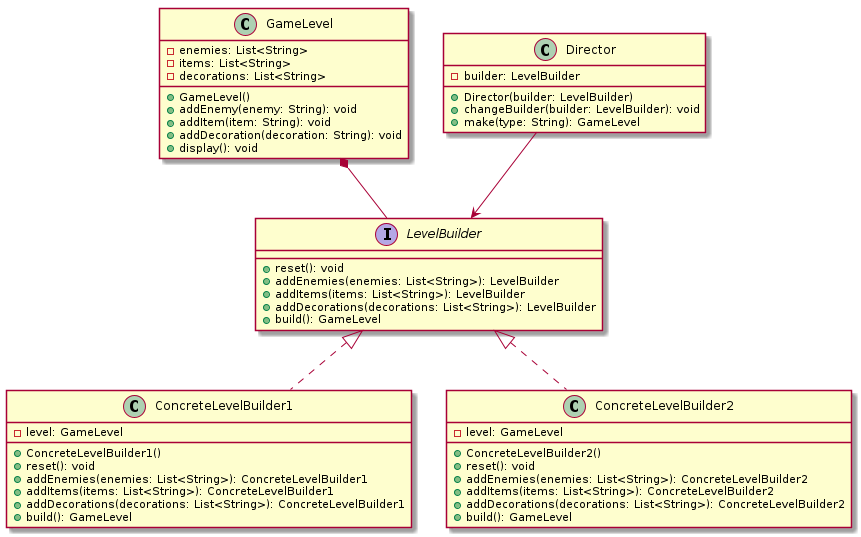 C GameLevel
enemies: List<String>
items: List<String>
decorations: List<String>
GameLevel()
addEnemy(enemy: String): void
addItem(item: String): void
addDecoration(decoration: String): void
display(): void
C Director
builder: LevelBuilder
Director(builder: LevelBuilder)
changeBuilder(builder: LevelBuilder): void
make(type: String): GameLevel
I LevelBuilder
reset(): void
addEnemies(enemies: List<String>): LevelBuilder
addItems(items: List<String>): LevelBuilder
addDecorations(decorations: List<String>): LevelBuilder
build(): GameLevel
C ConcreteLevelBuilder1
level: GameLevel
ConcreteLevelBuilder1()
reset(): void
addEnemies(enemies: List<String>): ConcreteLevelBuilder1
addItems(items: List<String>): ConcreteLevelBuilder1
addDecorations(decorations: List<String>): ConcreteLevelBuilder1
build(): GameLevel
C ConcreteLevelBuilder2
level: GameLevel
ConcreteLevelBuilder2()
reset(): void
addEnemies(enemies: List<String>): ConcreteLevelBuilder2
addItems(items: List<String>): ConcreteLevelBuilder2
addDecorations(decorations: List<String>): ConcreteLevelBuilder2
build(): GameLevel